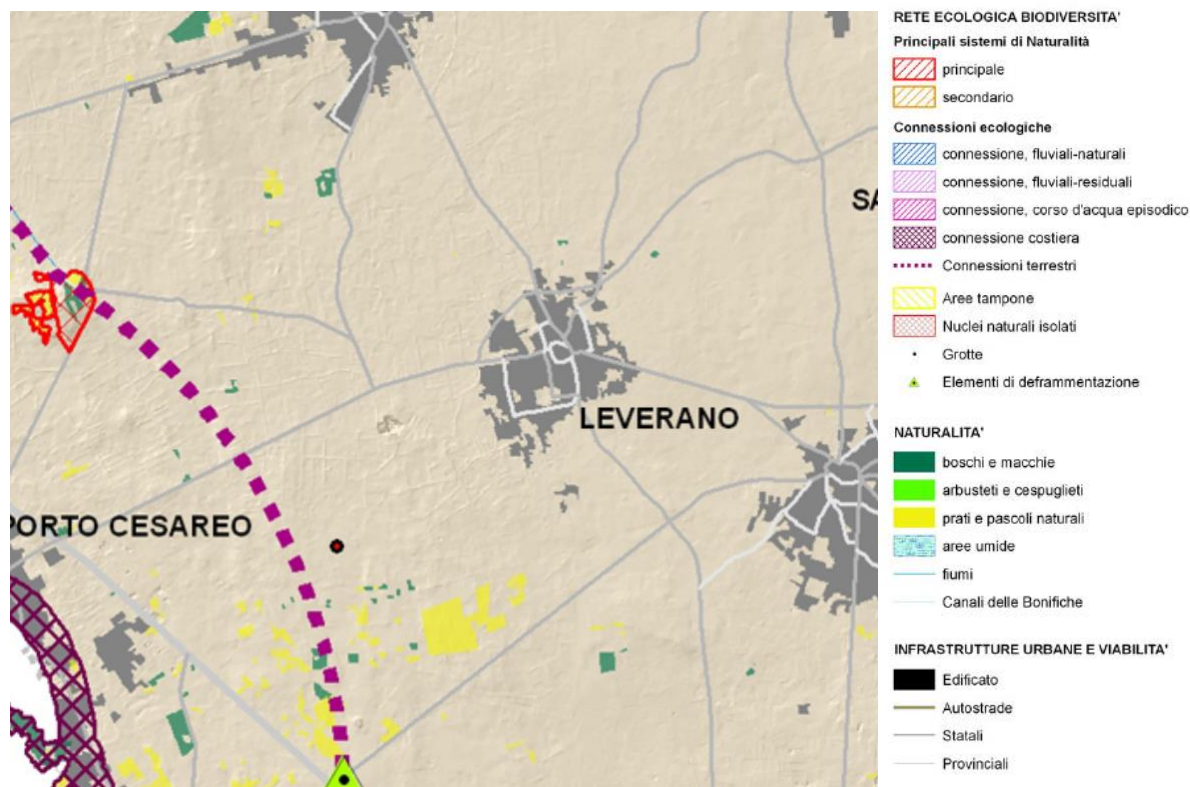 SA
LEVERANO
PORTO CESAREO
RETE ECOLOGICA BIODIVERSITA'
Principali sistemi di Naturalità
principale
secondario
Connessioni ecologiche
connessione, fluviali-naturali
connessione, fluviali-residuali
connessione, corso d'acqua episodico
connessione costiera
Connessioni terrestri
Aree tampone
Nuclei naturali isolati
Grotte
Elementi di deframmentazione
NATURALITA'
boschi e macchie
arbusteti e cespuglieti
prati e pascoli naturali
aree umide
fiumi
Canali delle Bonifiche
INFRASTRUTTURE URBANE E VIABILITA'
Edificato
Autostrade
Statali
Provinciali